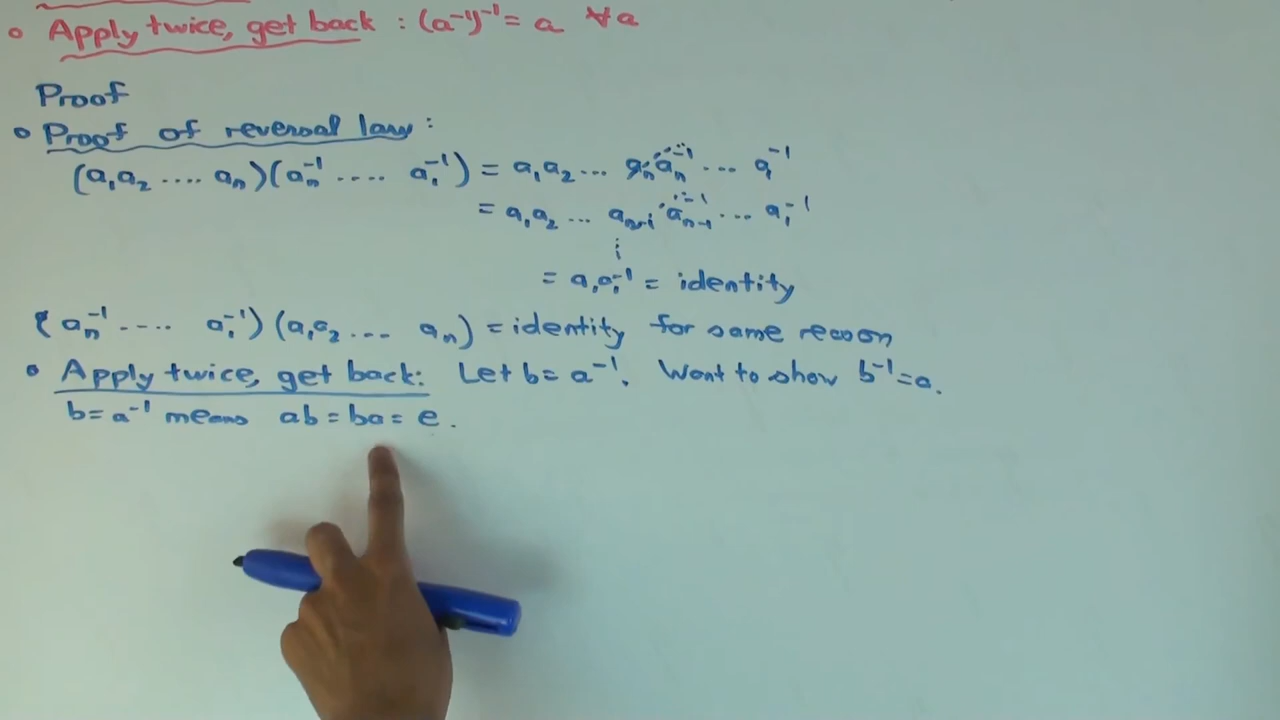 • Apply twice, get back : (a⁻¹)⁻¹ = a ∀a
Proof
• Proof of reversal law :
(a₁a₂ .... aₙ)(aₙ⁻¹ .... a₁⁻¹) = a₁a₂ ... aₙaₙ⁻¹ ... a₁⁻¹
= a₁a₂ ... aₙ₋₁ aₙ₋₁⁻¹ ... a₁⁻¹
⋮
= a₁a₁⁻¹ = identity
(aₙ⁻¹ .... a₁⁻¹)(a₁a₂ ... aₙ) = identity for same reason
• Apply twice, get back: Let b = a⁻¹. Want to show b⁻¹ = a.
b = a⁻¹ means ab = ba = e.